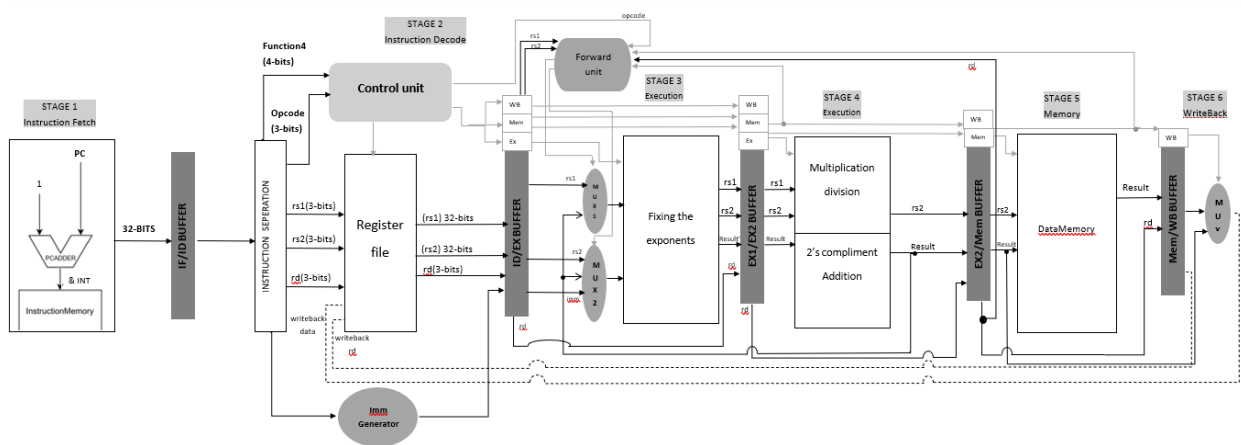 STAGE 1
Instruction Fetch
PC
1
PCADDER
& INT
InstructionMemory
32-BITS
IF/ID BUFFER
STAGE 2
Instruction Decode
Function4
(4-bits)
Opcode
(3-bits)
Control unit
INSTRUCTION SEPERATION
rs1(3-bits)
rs2(3-bits)
rd(3-bits)
Register
file
(rs1) 32-bits
(rs2) 32-bits
rd(3-bits)
writeback
data
writeback
rd
Imm
Generator
opcode
rs1
rs2
Forward
unit
rd
WB
Mem
Ex
ID/EX BUFFER
rd
STAGE 3
Execution
rs1
MUX1
rs2
imm
MUX2
Fixing the
exponents
rs1
rs2
Result
rd
WB
Mem
Ex
EX1/EX2 BUFFER
rd
STAGE 4
Execution
rs1
rs2
Result
Multiplication
division
2's compliment
Addition
rs2
Result
WB
Mem
EX2/Mem BUFFER
rd
STAGE 5
Memory
rs2
Result
DataMemory
Result
rd
WB
Mem/WB BUFFER
STAGE 6
WriteBack